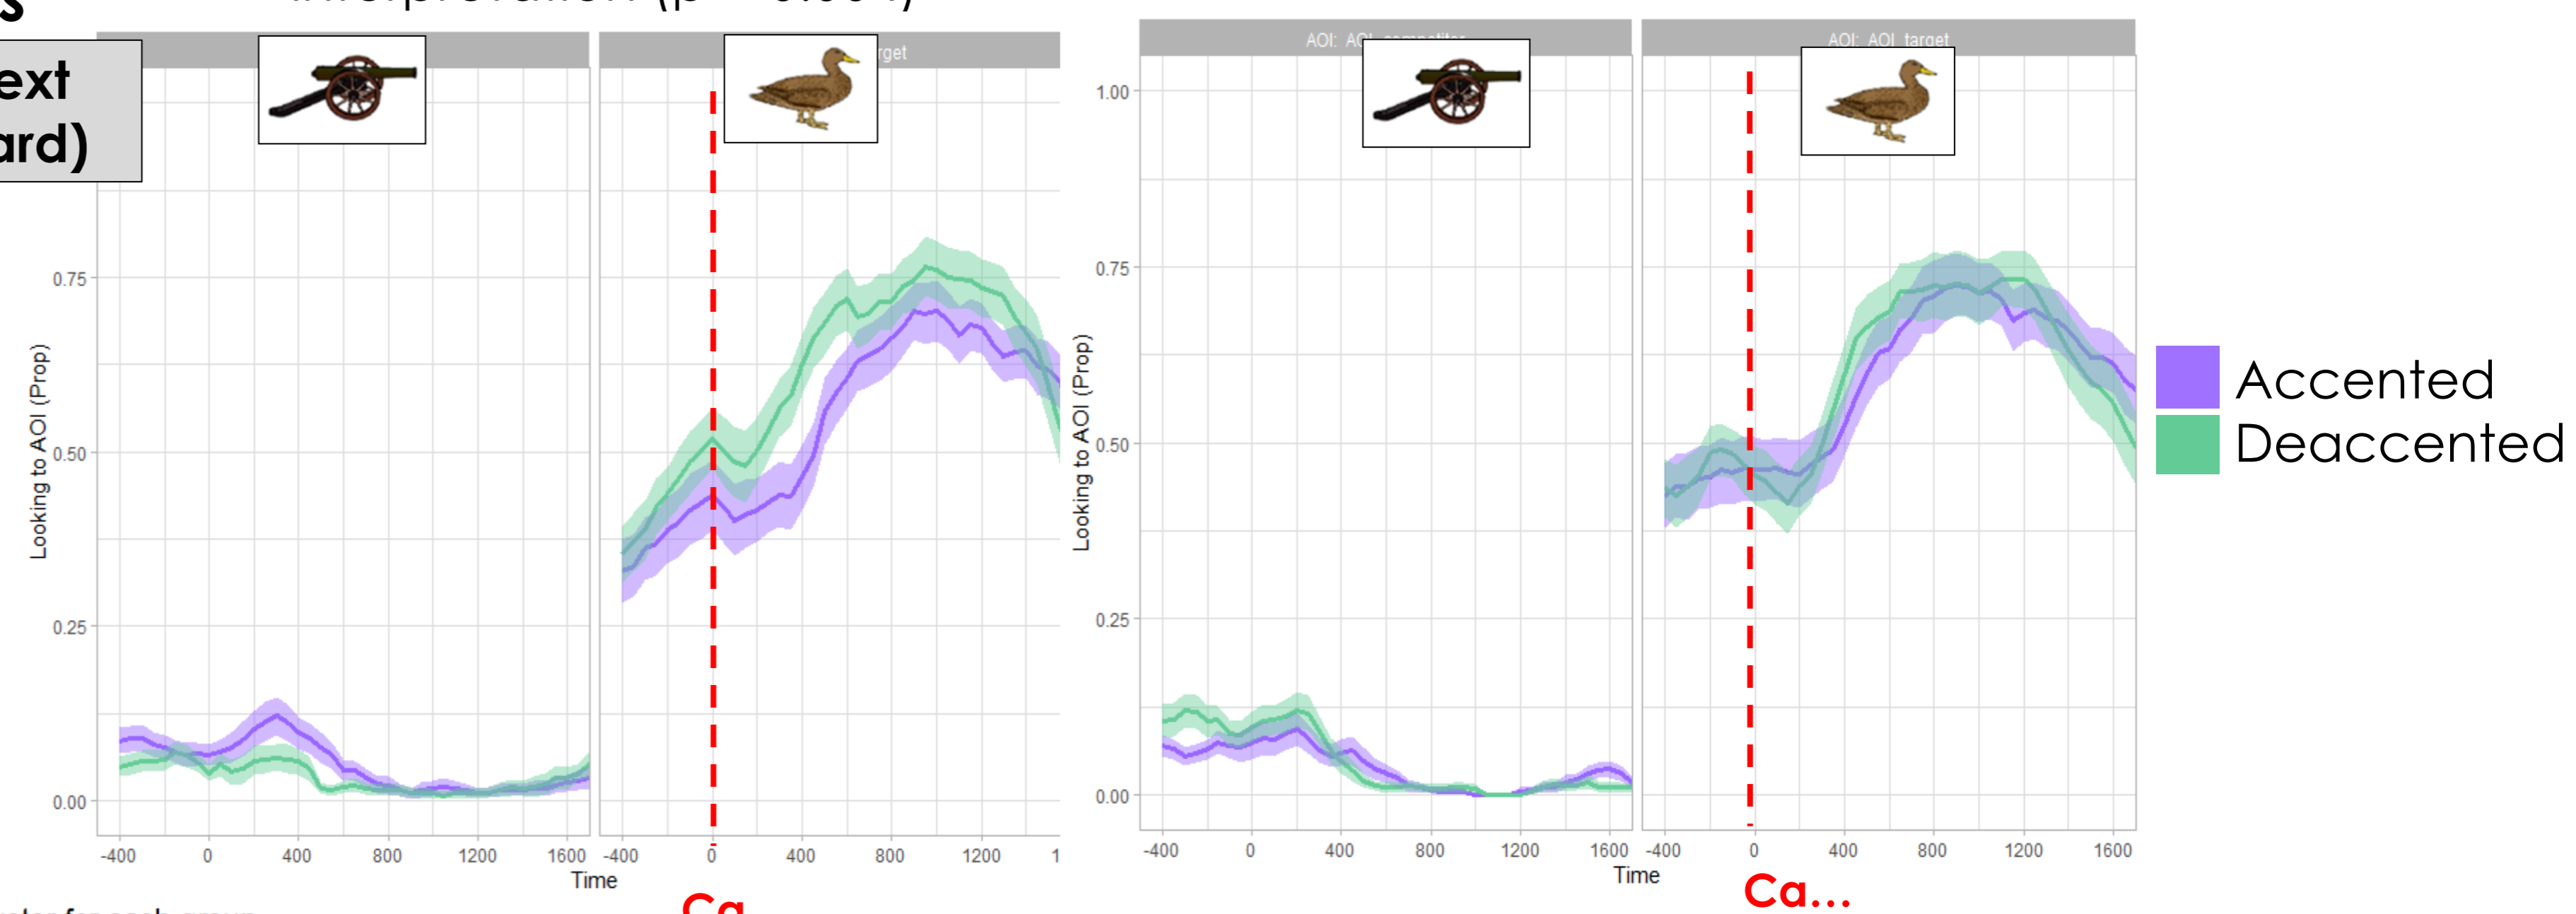 s
ext
ard)
rget
Looking to AOI (Prop)
0.75
0.50
0.25
0.00
-400 0 400 800 1200 1600
-400 0 400 800 1200 1
Time
Ca
AOI: AOI
AOI: AOI_target
Looking to AOI (Prop)
1.00
0.75
0.50
0.25
0.00
-400 0 400 800 1200 1600
-400 0 400 800 1200 1600
Time
Ca...
Accented
Deaccented